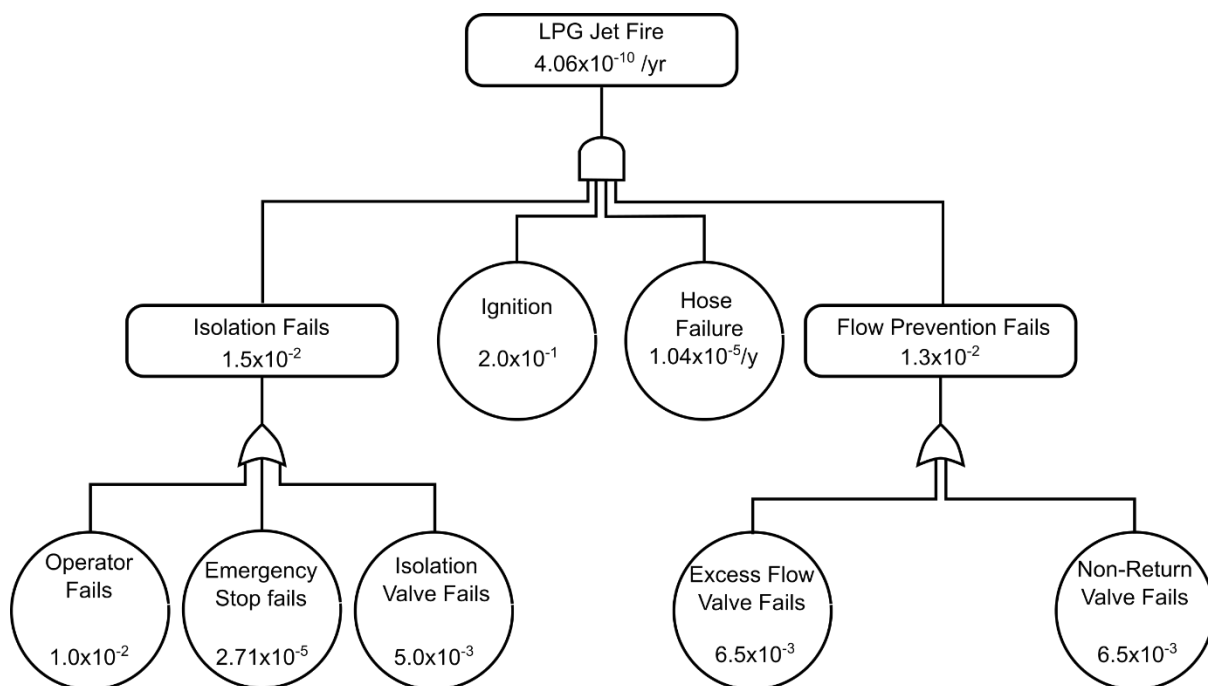 LPG Jet Fire
4.06x10⁻¹⁰ /yr
Isolation Fails
1.5x10⁻²
Ignition
2.0x10⁻¹
Hose
Failure
1.04x10⁻⁵/y
Flow Prevention Fails
1.3x10⁻²
Operator
Fails
1.0x10⁻²
Emergency
Stop fails
2.71x10⁻⁵
Isolation
Valve Fails
5.0x10⁻³
Excess Flow
Valve Fails
6.5x10⁻³
Non-Return
Valve Fails
6.5x10⁻³